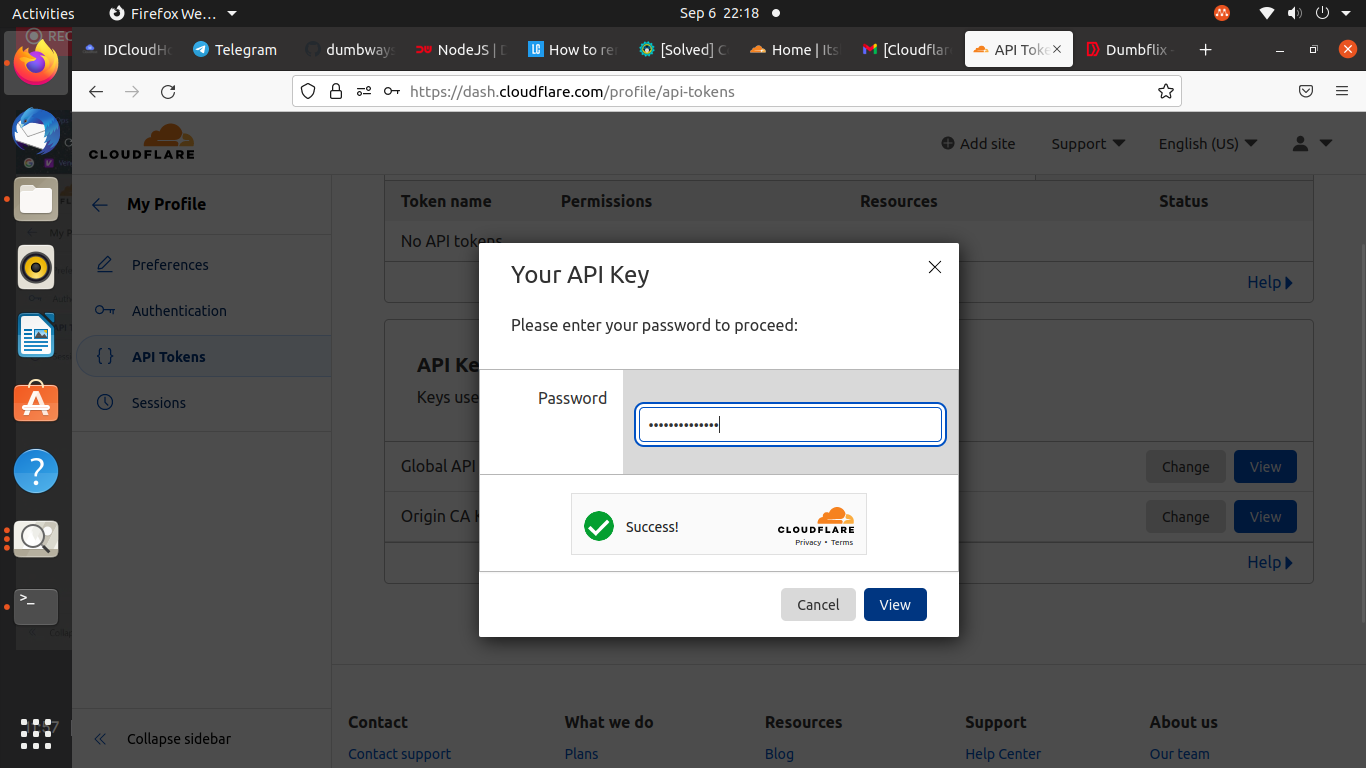 Activities
Firefox We…
Sep 6 22:18
REC
IDCloudHo
Telegram
dumbways
NodeJS | D
How to re
[Solved] C
Home | Its
[Cloudflar
API Toke
Dumbflix
https://dash.cloudflare.com/profile/api-tokens
CLOUDFLARE
Add site
Support
English (US)
My Profile
Preferences
Authentication
API Tokens
Sessions
Collapse sidebar
Token name
Permissions
Resources
Status
No API tokens
Help
API Ke
Keys use
Global API
Change
View
Origin CA K
Change
View
Help
Your API Key
Please enter your password to proceed:
Password
••••••••••••••
Success!
CLOUDFLARE
Privacy • Terms
Cancel
View
Contact
What we do
Resources
Support
About us
Contact support
Plans
Blog
Help Center
Our team